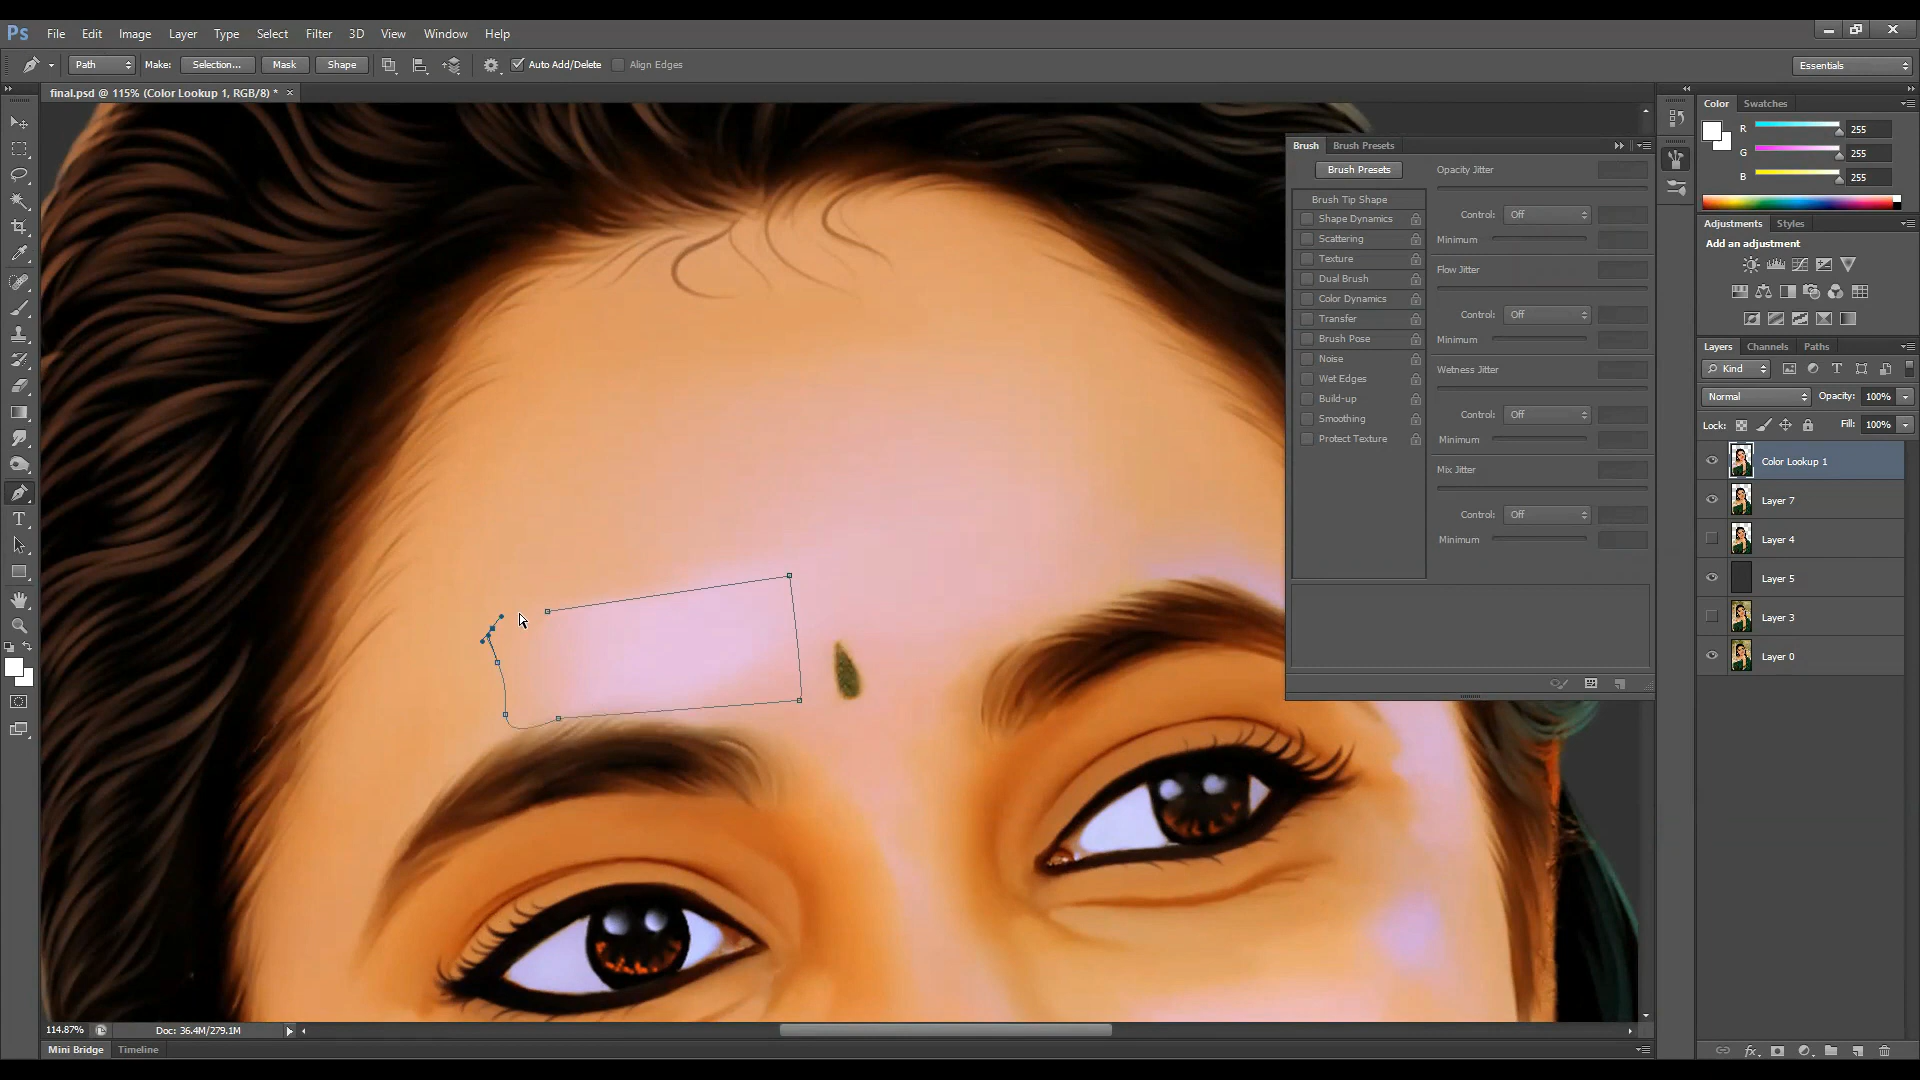 Ps File Edit Image Layer Type Select Filter 3D View Window Help
Path Make: Selection... Mask Shape Auto Add/Delete Align Edges Essentials
final.psd @ 115% (Color Lookup 1, RGB/8) * ×
Color Swatches
R 255
G 255
B 255
Brush Brush Presets
Brush Presets
Brush Tip Shape
Shape Dynamics
Scattering
Texture
Dual Brush
Color Dynamics
Transfer
Brush Pose
Noise
Wet Edges
Build-up
Smoothing
Protect Texture
Opacity Jitter
Control: Off
Minimum
Flow Jitter
Control: Off
Minimum
Wetness Jitter
Control: Off
Minimum
Mix Jitter
Control: Off
Minimum
Adjustments Styles
Add an adjustment
Layers Channels Paths
Kind
Normal Opacity: 100%
Lock: Fill: 100%
Color Lookup 1
Layer 7
Layer 4
Layer 5
Layer 3
Layer 0
114.87% Doc: 36.4M/279.1M
Mini Bridge Timeline